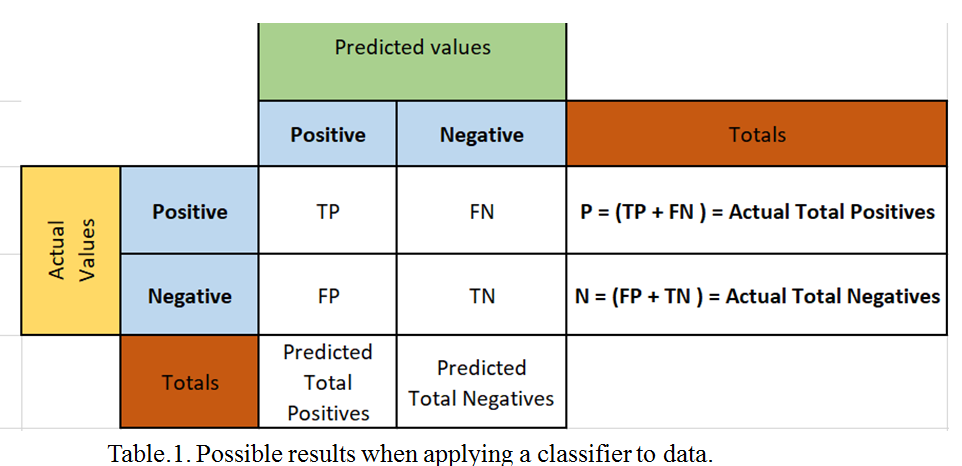 Predicted values
Positive
Negative
Totals
Actual
Values
Positive
TP
FN
P = (TP + FN ) = Actual Total Positives
Negative
FP
TN
N = (FP + TN ) = Actual Total Negatives
Totals
Predicted
Total
Positives
Predicted
Total Negatives
Table.1. Possible results when applying a classifier to data.